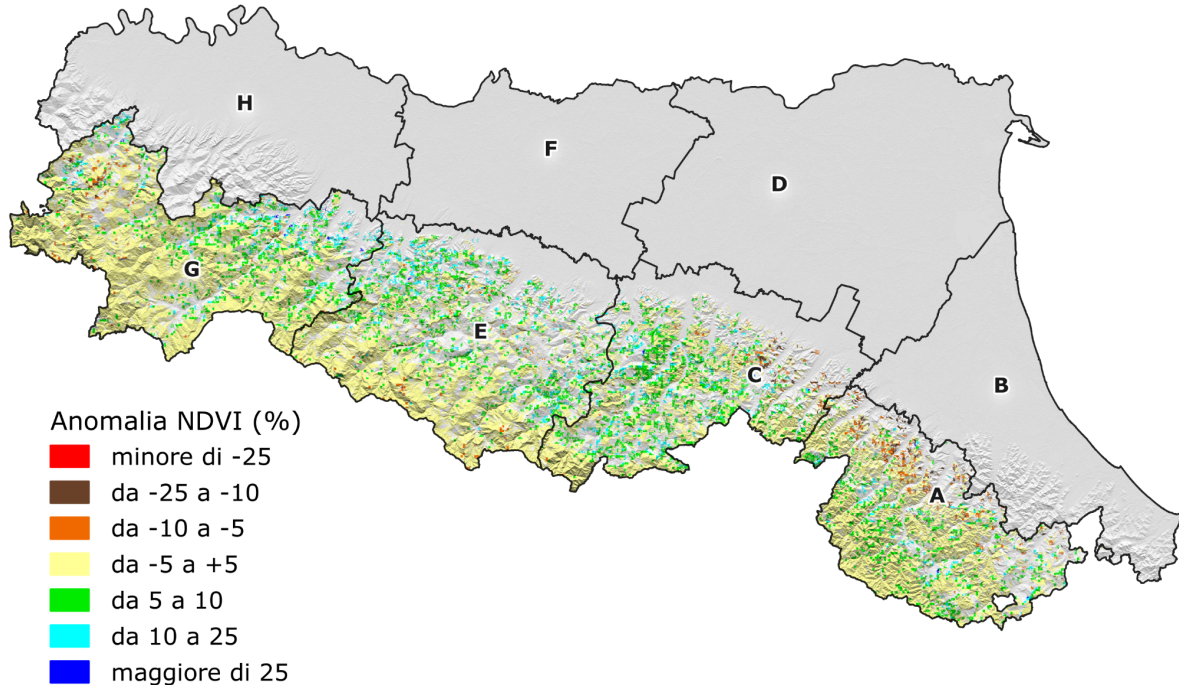 H
F
D
G
E
C
B
A
Anomalia NDVI (%)
minore di -25
da -25 a -10
da -10 a -5
da -5 a +5
da 5 a 10
da 10 a 25
maggiore di 25